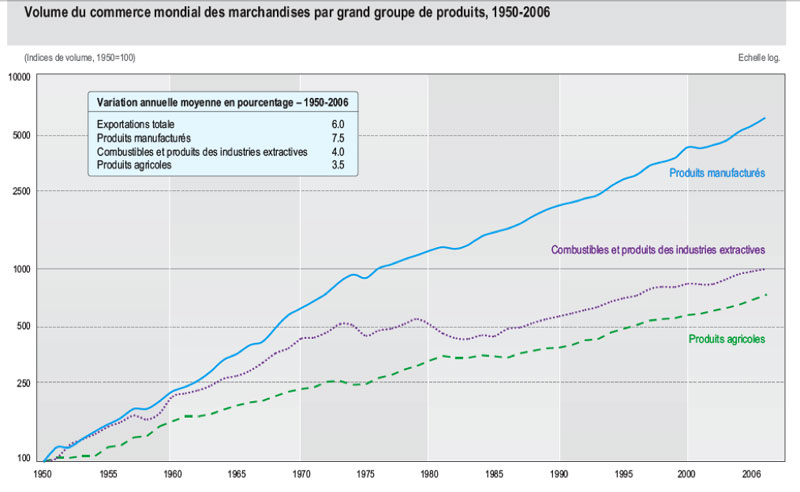 Volume du commerce mondial des marchandises par grand groupe de produits, 1950-2006
(Indices de volume, 1950=100)
Echelle log.
10000
Variation annuelle moyenne en pourcentage – 1950-2006
Exportations totale 6.0
Produits manufacturés 7.5
Combustibles et produits des industries extractives 4.0
Produits agricoles 3.5
5000
Produits manufacturés
2500
Combustibles et produits des industries extractives
1000
500
Produits agricoles
250
100
1950 1955 1960 1965 1970 1975 1980 1985 1990 1995 2000 2006